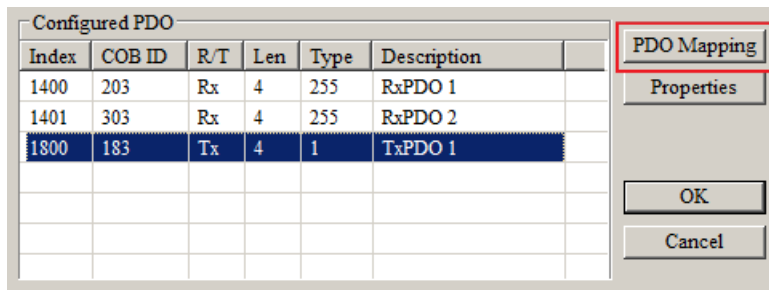 Configured PDO
Index COB ID R/T Len Type Description PDO Mapping
1400 203 Rx 4 255 RxPDO 1 Properties
1401 303 Rx 4 255 RxPDO 2
1800 183 Tx 4 1 TxPDO 1
OK
Cancel